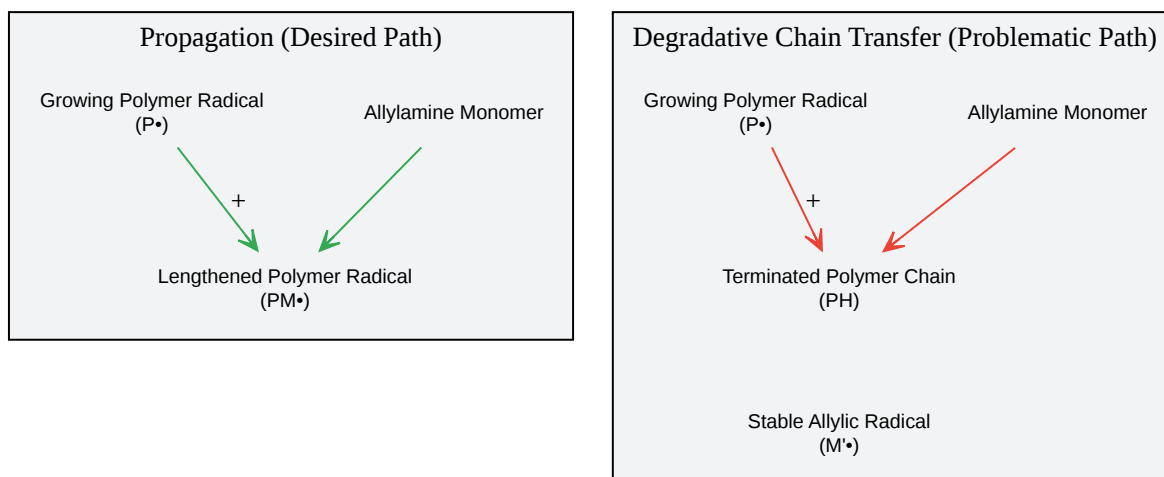 Propagation (Desired Path)
Growing Polymer Radical
(P•)
Allylamine Monomer
+
Lengthened Polymer Radical
(PM•)
Degradative Chain Transfer (Problematic Path)
Growing Polymer Radical
(P•)
Allylamine Monomer
+
Terminated Polymer Chain
(PH)
Stable Allylic Radical
(M'•)